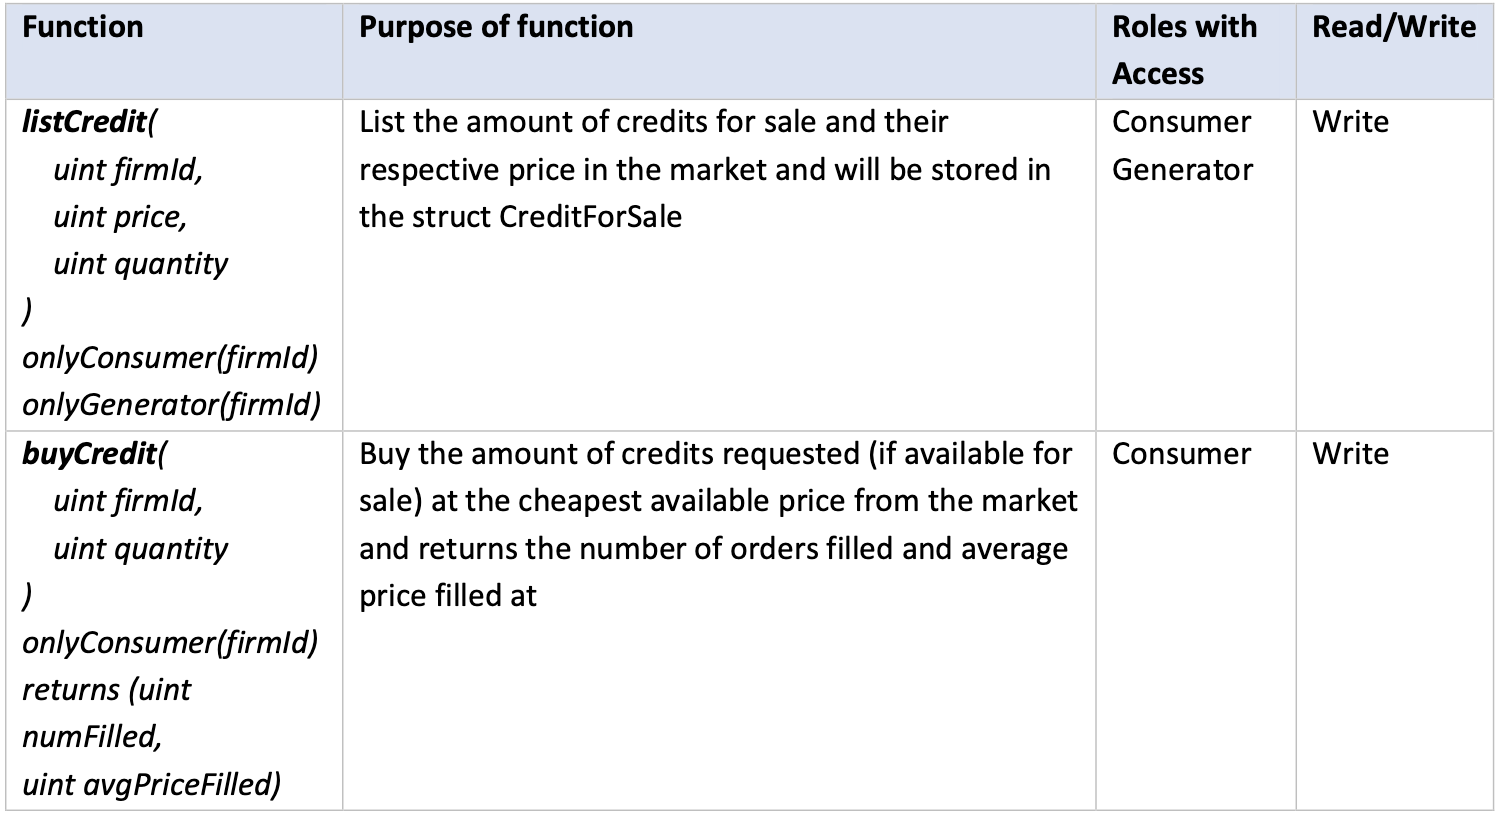 Function
Purpose of function
Roles with
Access
Read/Write
listCredit(
uint firmId,
uint price,
uint quantity
)
onlyConsumer(firmId)
onlyGenerator(firmId)
List the amount of credits for sale and their
respective price in the market and will be stored in
the struct CreditForSale
Consumer
Generator
Write
buyCredit(
uint firmId,
uint quantity
)
onlyConsumer(firmId)
returns (uint
numFilled,
uint avgPriceFilled)
Buy the amount of credits requested (if available for
sale) at the cheapest available price from the market
and returns the number of orders filled and average
price filled at
Consumer
Write